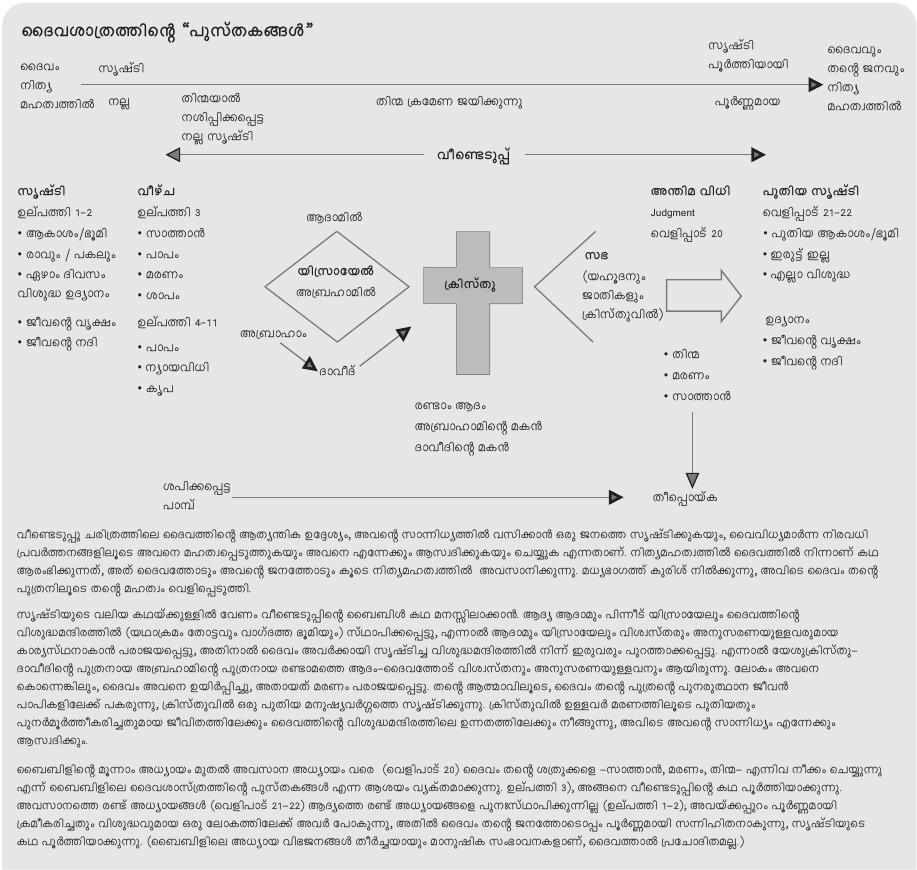 ദൈവശാത്രത്തിന്റെ “പുസ്തകങ്ങൾ”
ദൈവം
നിത്യ
മഹത്വത്തിൽ
സൃഷ്ടി
നല്ല
തിന്മയാൽ
നശിപ്പിക്കപ്പെട്ട
നല്ല സൃഷ്ടി
തിന്മ ക്രമേണ ജയിക്കുന്നു
സൃഷ്ടി
പൂർത്തിയായി
പൂർണ്ണമായ
ദൈവവും
തന്റെ ജനവും
നിത്യ
മഹത്വത്തിൽ
വീണ്ടെടുപ്പ്
സൃഷ്ടി
ഉല്പത്തി 1-2
• ആകാശം/ഭൂമി
• രാവും / പകലും
• ഏഴാം ദിവസം
വിശുദ്ധ ഉദ്യാനം
• ജീവന്റെ വൃക്ഷം
• ജീവന്റെ നദി
വീഴ്ച
ഉല്പത്തി 3
• സാത്താൻ
• പാപം
• മരണം
• ശാപം
ഉല്പത്തി 4-11
• പാപം
• ന്യായവിധി
• കൃപ
ആദാമിൽ
യിസ്രായേൽ
അബ്രഹാമിൽ
അബ്രാഹാം
ദാവീദ്
ക്രിസ്തു
രണ്ടാം ആദം
അബ്രാഹാമിന്റെ മകൻ
ദാവീദിന്റെ മകൻ
സഭ
(യഹൂദനും
ജാതികളും
ക്രിസ്തുവിൽ)
അന്തിമ വിധി
Judgment
വെളിപ്പാട് 20
• തിന്മ
• മരണം
• സാത്താൻ
പുതിയ സൃഷ്ടി
വെളിപ്പാട് 21-22
• പുതിയ ആകാശം/ഭൂമി
• ഇരുട്ട് ഇല്ല
• എല്ലാ വിശുദ്ധ
ഉദ്യാനം
• ജീവന്റെ വൃക്ഷം
• ജീവന്റെ നദി
ശപിക്കപ്പെട്ട
പാമ്പ്
തീപ്പൊയ്ക
വീണ്ടെടുപ്പു ചരിത്രത്തിലെ ദൈവത്തിന്റെ ആത്യന്തിക ഉദ്ദേശ്യം, അവന്റെ സാന്നിധ്യത്തിൽ വസിക്കാൻ ഒരു ജനത്തെ സൃഷ്ടിക്കുകയും, വൈവിധ്യമാർന്ന നിരവധി
പ്രവർത്തനങ്ങളിലൂടെ അവനെ മഹത്വപ്പെടുത്തുകയും അവനെ എന്നേക്കും ആസ്വദിക്കുകയും ചെയ്യുക എന്നതാണ്. നിത്യമഹത്വത്തിൽ ദൈവത്തിൽ നിന്നാണ് കഥ
ആരംഭിക്കുന്നത്, അത് ദൈവത്തോടും അവന്റെ ജനത്തോടും കൂടെ നിത്യമഹത്വത്തിൽ അവസാനിക്കുന്നു. മധ്യഭാഗത്ത് കുരിശ് നിൽക്കുന്നു, അവിടെ ദൈവം തന്റെ
പുത്രനിലൂടെ തന്റെ മഹത്വം വെളിപ്പെടുത്തി.
സൃഷ്ടിയുടെ വലിയ കഥയ്ക്കുള്ളിൽ വേണം വീണ്ടെടുപ്പിന്റെ ബൈബിൾ കഥ മനസ്സിലാക്കാൻ. ആദ്യ ആദാമും പിന്നീട് യിസ്രായേലും ദൈവത്തിന്റെ
വിശുദ്ധമന്ദിരത്തിൽ (യഥാക്രമം തോട്ടവും വാഗ്ദത്ത ഭൂമിയും) സ്ഥാപിക്കപ്പെട്ടു, എന്നാൽ ആദാമും യിസ്രായേലും വിശ്വസ്തരും അനുസരണയുള്ളവരുമായ
കാര്യസ്ഥനാകാൻ പരാജയപ്പെട്ടു, അതിനാൽ ദൈവം അവർക്കായി സൃഷ്ടിച്ച വിശുദ്ധമന്ദിരത്തിൽ നിന്ന് ഇരുവരും പുറത്താക്കപ്പെട്ടു. എന്നാൽ യേശുക്രിസ്തു-
ദാവീദിന്റെ പുത്രനായ അബ്രഹാമിന്റെ പുത്രനായ രണ്ടാമത്തെ ആദം-ദൈവത്തോട് വിശ്വസ്തനും അനുസരണയുള്ളവനും ആയിരുന്നു. ലോകം അവനെ
കൊന്നെങ്കിലും, ദൈവം അവനെ ഉയിർപ്പിച്ചു, അതായത് മരണം പരാജയപ്പെട്ടു. തന്റെ ആത്മാവിലൂടെ, ദൈവം തന്റെ പുത്രന്റെ പുനരുത്ഥാന ജീവൻ
പാപികളിലേക്ക് പകരുന്നു, ക്രിസ്തുവിൽ ഒരു പുതിയ മനുഷ്യവർഗ്ഗത്തെ സൃഷ്ടിക്കുന്നു. ക്രിസ്തുവിൽ ഉള്ളവർ മരണത്തിലൂടെ പുതിയതും
പുനർമൂർത്തീകരിച്ചതുമായ ജീവിതത്തിലേക്കും ദൈവത്തിന്റെ വിശുദ്ധമന്ദിരത്തിലെ ഉന്നതത്തിലേക്കും നീങ്ങുന്നു, അവിടെ അവന്റെ സാന്നിധ്യം എന്നേക്കും
ആസ്വദിക്കും.
ബൈബിളിന്റെ മൂന്നാം അധ്യായം മുതൽ അവസാന അധ്യായം വരെ (വെളിപാട് 20) ദൈവം തന്റെ ശത്രുക്കളെ -സാത്താൻ, മരണം, തിന്മ- എന്നിവ നീക്കം ചെയ്യുന്നു
എന്ന് ബൈബിളിലെ ദൈവശാസ്ത്രത്തിന്റെ പുസ്തകങ്ങൾ എന്ന ആശയം വ്യക്തമാക്കുന്നു. ഉല്പത്തി 3), അങ്ങനെ വീണ്ടെടുപ്പിന്റെ കഥ പൂർത്തിയാക്കുന്നു.
അവസാനത്തെ രണ്ട് അധ്യായങ്ങൾ (വെളിപാട് 21-22) ആദ്യത്തെ രണ്ട് അധ്യായങ്ങളെ പുനഃസ്ഥാപിക്കുന്നില്ല (ഉല്പത്തി 1-2); അവയ്ക്കപ്പുറം പൂർണ്ണമായി
ക്രമീകരിച്ചതും വിശുദ്ധവുമായ ഒരു ലോകത്തിലേക്ക് അവർ പോകുന്നു, അതിൽ ദൈവം തന്റെ ജനത്തോടൊപ്പം പൂർണ്ണമായി സന്നിഹിതനാകുന്നു, സൃഷ്ടിയുടെ
കഥ പൂർത്തിയാക്കുന്നു. (ബൈബിളിലെ അധ്യായ വിഭജനങ്ങൾ തീർച്ചയായും മാനുഷിക സംഭാവനകളാണ്, ദൈവത്താൽ പ്രചോദിതമല്ല.)